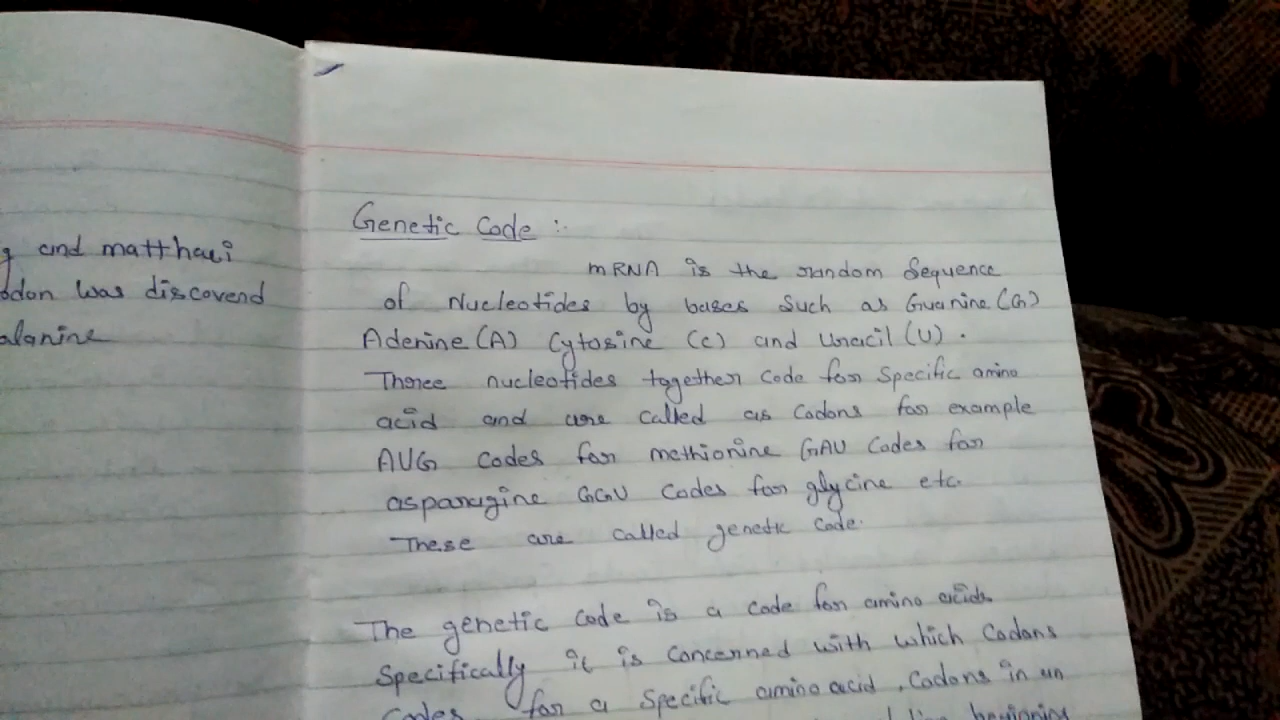 g and matthaui
odon was discoverd
alanine
Genetic Code :-
mRNA is the random Sequence
of Nucleotides by bases Such as Guanine (G)
Adenine (A) Cytosine (C) and Uracil (U) .
Three nucleotides together Code for Specific amino
acid and are called as Codons for example
AUG Codes for methionine GAU Codes for
asparagine GGU Codes for glycine etc.
These are called genetic Code.
The genetic Code is a Code for amino acids
Specifically it is Concerned with which Codons
Codes for a Specific amino acid . Codons in an
beginning